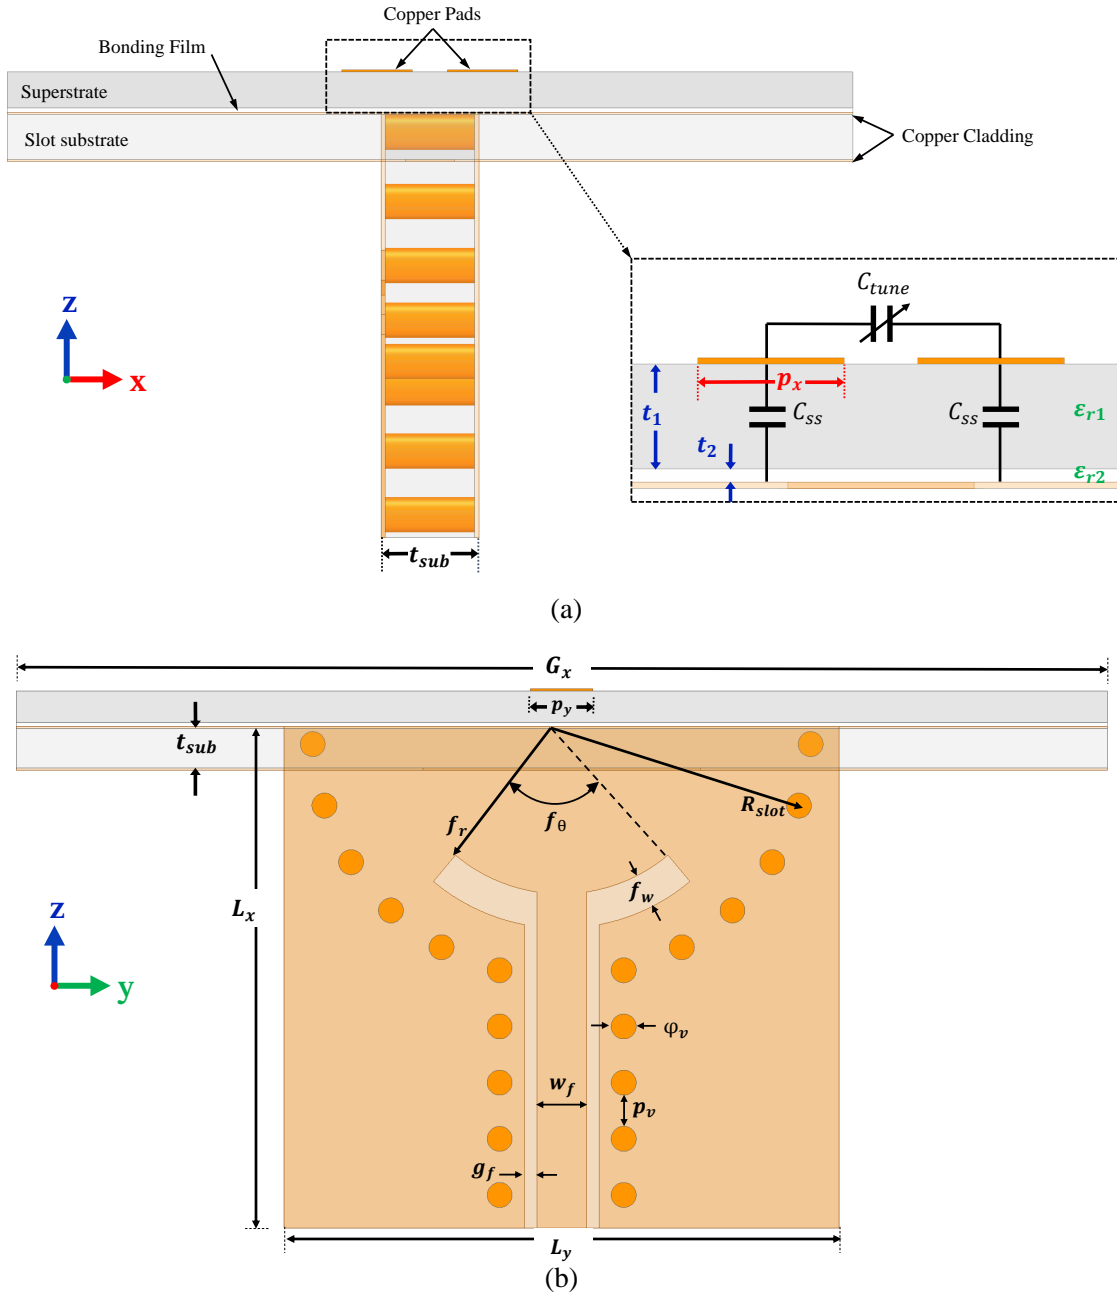 Copper Pads
Bonding Film
Superstrate
Slot substrate
Copper Cladding
z
x
C_tune
p_x
t_1
C_ss
C_ss
ε_r1
t_2
ε_r2
t_sub
(a)
G_x
p_y
t_sub
R_slot
f_r
f_θ
f_w
L_x
z
y
φ_v
w_f
p_v
g_f
L_y
(b)